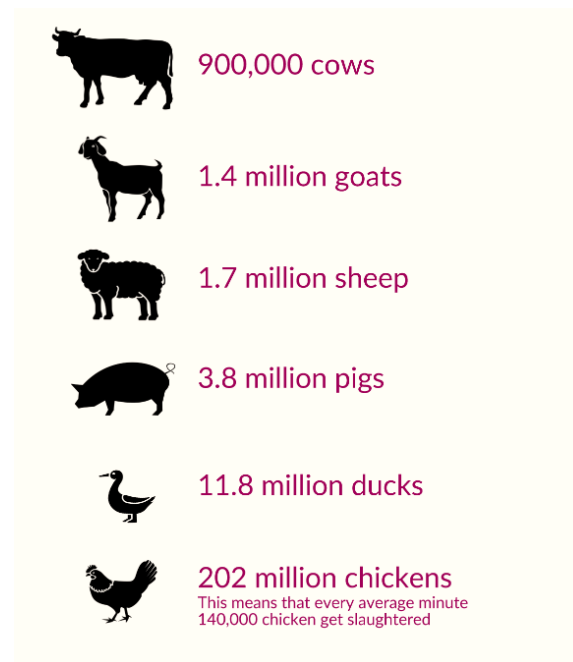 900,000 cows
1.4 million goats
1.7 million sheep
3.8 million pigs
11.8 million ducks
202 million chickens
This means that every average minute
140,000 chicken get slaughtered